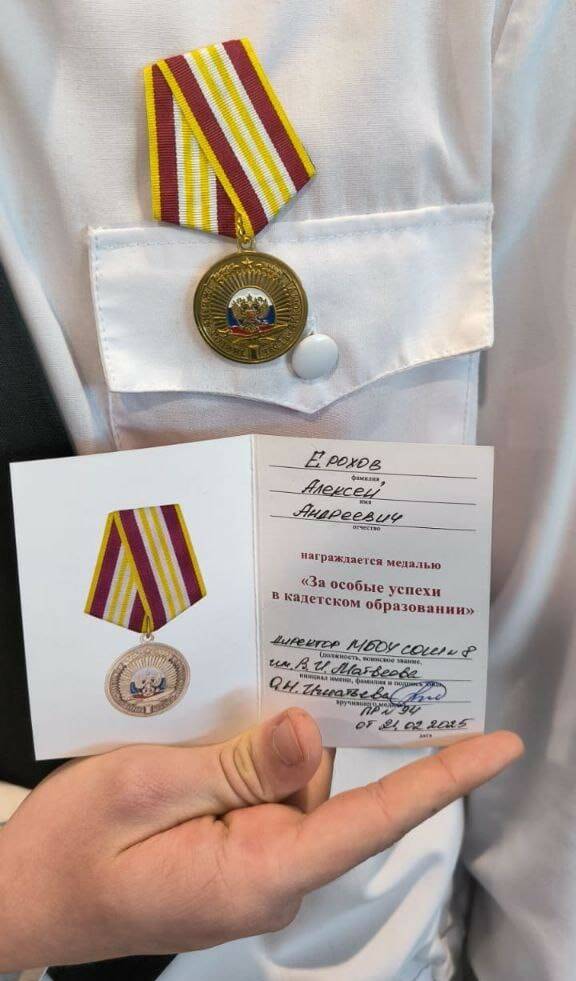 Ерохов
фамилия
Алексей
имя
Андреевич
отчество
награждается медалью
«За особые успехи
в кадетском образовании»
директор МБОУ СОШ № 8
(должность, воинское звание,
им. В.И. Матвеева
инициал имени, фамилия и подпись лица,
О.Н. Игнатьева
вручившего медаль)
ПР № 94
от 21.02.2025
дата